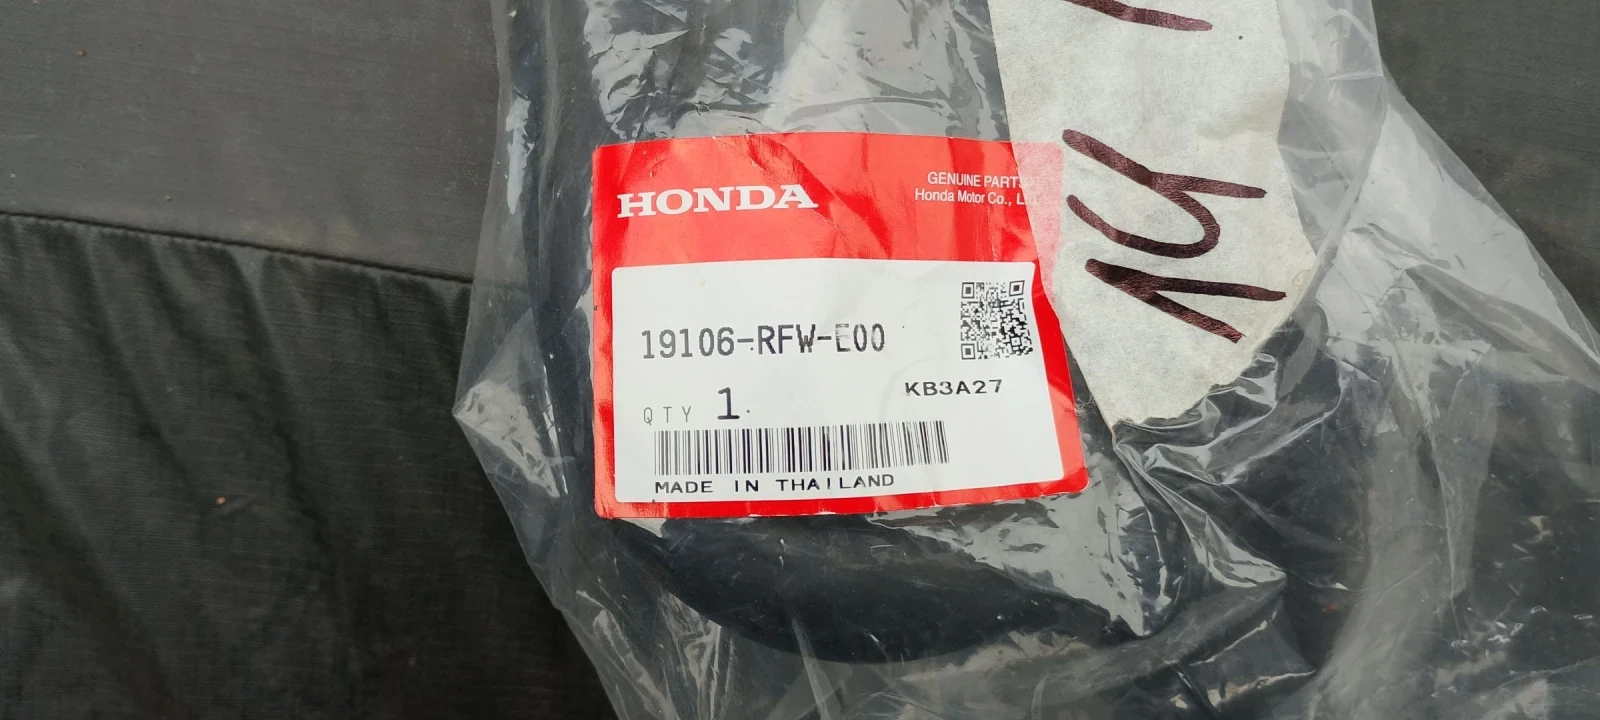 HONDA
GENUINE PARTS
Honda Motor Co., Ltd
19106-RFW-E00
KB3A27
QTY 1
MADE IN THAILAND